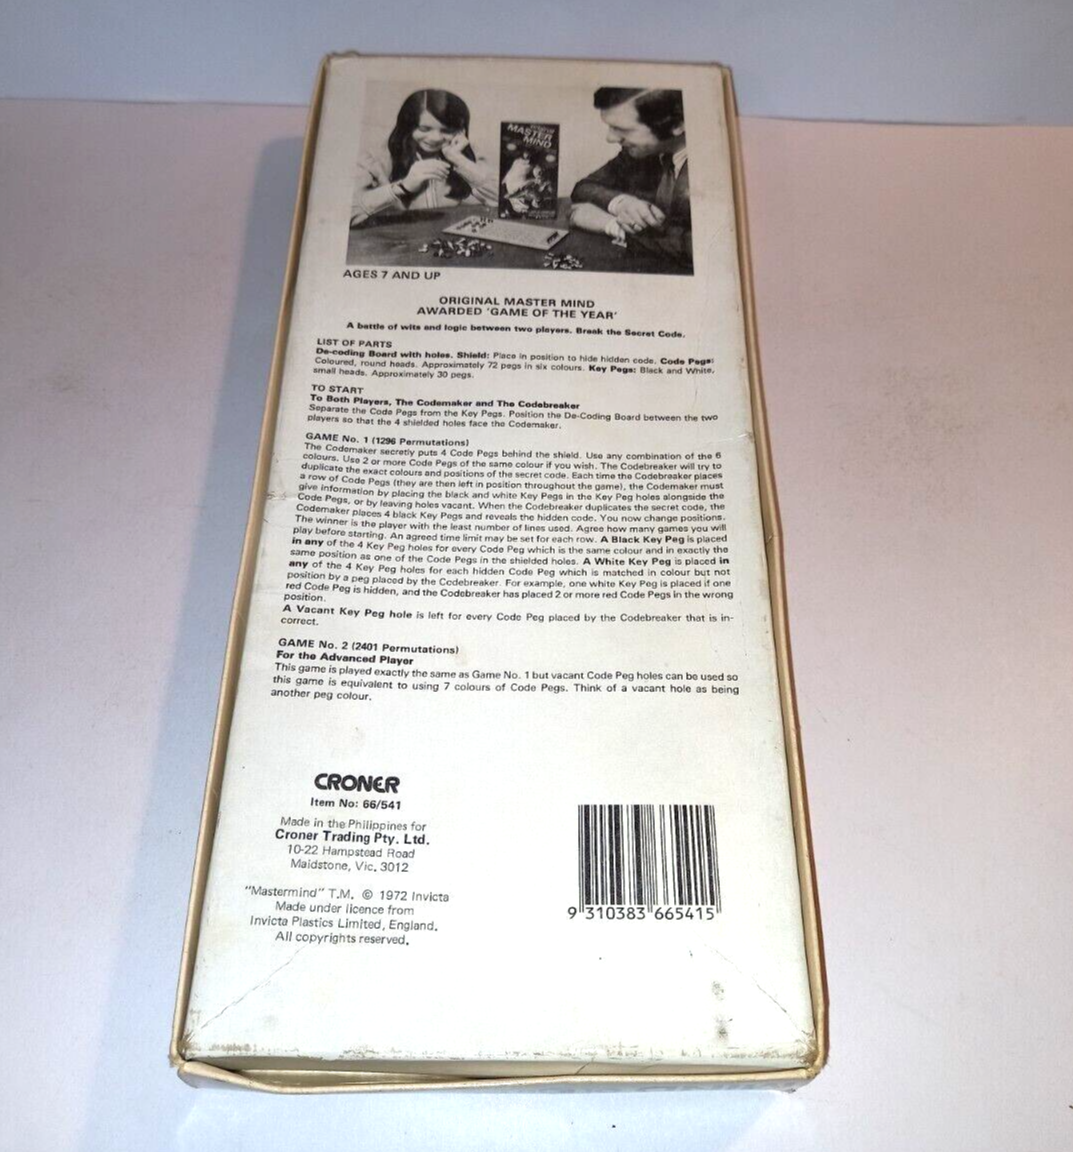 MASTER
MIND
AGES 7 AND UP
ORIGINAL MASTER MIND
AWARDED 'GAME OF THE YEAR'
A battle of wits and logic between two players. Break the Secret Code.
LIST OF PARTS
De-coding Board with holes. Shield: Place in position to hide hidden code. Code Pegs:
Coloured, round heads. Approximately 72 pegs in six colours. Key Pegs: Black and White,
small heads. Approximately 30 pegs.
TO START
To Both Players, The Codemaker and The Codebreaker
Separate the Code Pegs from the Key Pegs. Position the De-Coding Board between the two
players so that the 4 shielded holes face the Codemaker.
GAME No. 1 (1296 Permutations)
The Codemaker secretly puts 4 Code Pegs behind the shield. Use any combination of the 6
colours. Use 2 or more Code Pegs of the same colour if you wish. The Codebreaker will try to
duplicate the exact colours and positions of the secret code. Each time the Codebreaker places
a row of Code Pegs (they are then left in position throughout the game), the Codemaker must
give information by placing the black and white Key Pegs in the Key Peg holes alongside the
Code Pegs, or by leaving holes vacant. When the Codebreaker duplicates the secret code, the
Codemaker places 4 black Key Pegs and reveals the hidden code. You now change positions.
The winner is the player with the least number of lines used. Agree how many games you will
play before starting. An agreed time limit may be set for each row. A Black Key Peg is placed
in any of the 4 Key Peg holes for every Code Peg which is the same colour and in exactly the
same position as one of the Code Pegs in the shielded holes. A White Key Peg is placed in
any of the 4 Key Peg holes for each hidden Code Peg which is matched in colour but not
position by a peg placed by the Codebreaker. For example, one white Key Peg is placed if one
red Code Peg is hidden, and the Codebreaker has placed 2 or more red Code Pegs in the wrong
position.
A Vacant Key Peg hole is left for every Code Peg placed by the Codebreaker that is in-
correct.
GAME No. 2 (2401 Permutations)
For the Advanced Player
This game is played exactly the same as Game No. 1 but vacant Code Peg holes can be used so
this game is equivalent to using 7 colours of Code Pegs. Think of a vacant hole as being
another peg colour.
CRONER
Item No: 66/541
Made in the Philippines for
Croner Trading Pty. Ltd.
10-22 Hampstead Road
Maidstone, Vic. 3012
"Mastermind" T.M. © 1972 Invicta
Made under licence from
Invicta Plastics Limited, England.
All copyrights reserved.
9 310383 665415